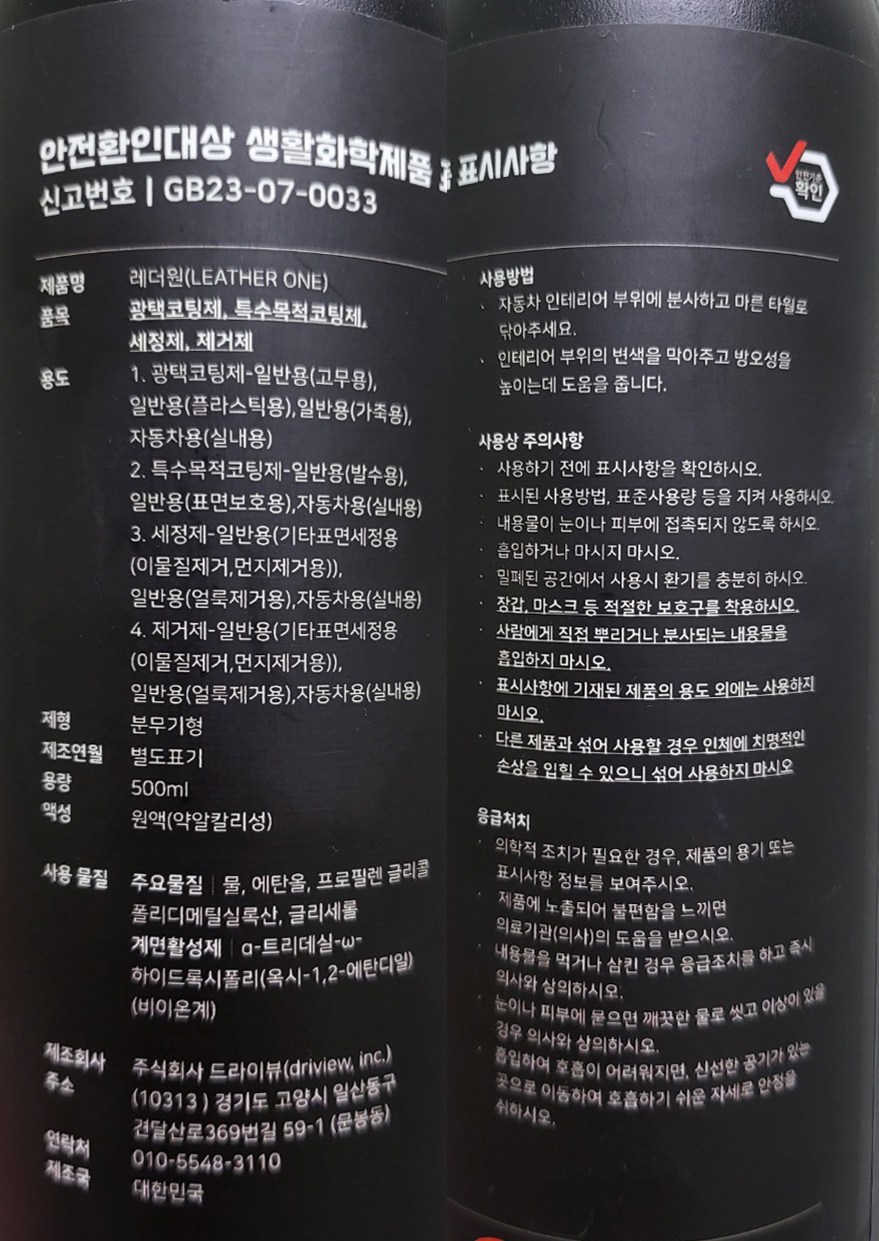 안전확인대상 생활화학제품 표시사항
신고번호 | GB23-07-0033
안전기준
확인
제품명 레더원(LEATHER ONE)
품목 광택코팅제, 특수목적코팅제,
세정제, 제거제
용도 1. 광택코팅제-일반용(고무용),
일반용(플라스틱용),일반용(가죽용),
자동차용(실내용)
2. 특수목적코팅제-일반용(발수용),
일반용(표면보호용),자동차용(실내용)
3. 세정제-일반용(기타표면세정용
(이물질제거,먼지제거용)),
일반용(얼룩제거용),자동차용(실내용)
4. 제거제-일반용(기타표면세정용
(이물질제거,먼지제거용)),
일반용(얼룩제거용),자동차용(실내용)
제형 분무기형
제조연월 별도표기
용량 500ml
액성 원액(약알칼리성)
사용 물질 주요물질 | 물, 에탄올, 프로필렌 글리콜
폴리디메틸실록산, 글리세롤
계면활성제 | α-트리데실-ω-
하이드록시폴리(옥시-1,2-에탄디일)
(비이온계)
제조회사 주식회사 드라이뷰(driview, inc.)
주소 (10313 ) 경기도 고양시 일산동구
견달산로369번길 59-1 (문봉동)
연락처 010-5548-3110
제조국 대한민국
사용방법
· 자동차 인테리어 부위에 분사하고 마른 타월로
닦아주세요.
· 인테리어 부위의 변색을 막아주고 방오성을
높이는데 도움을 줍니다.
사용상 주의사항
· 사용하기 전에 표시사항을 확인하시오.
· 표시된 사용방법, 표준사용량 등을 지켜 사용하시오.
· 내용물이 눈이나 피부에 접촉되지 않도록 하시오.
· 흡입하거나 마시지 마시오.
· 밀폐된 공간에서 사용시 환기를 충분히 하시오.
· 장갑, 마스크 등 적절한 보호구를 착용하시오.
· 사람에게 직접 뿌리거나 분사되는 내용물을
흡입하지 마시오.
· 표시사항에 기재된 제품의 용도 외에는 사용하지
마시오.
· 다른 제품과 섞어 사용할 경우 인체에 치명적인
손상을 입힐 수 있으니 섞어 사용하지 마시오
응급처치
· 의학적 조치가 필요한 경우, 제품의 용기 또는
표시사항 정보를 보여주시오.
· 제품에 노출되어 불편함을 느끼면
의료기관(의사)의 도움을 받으시오.
· 내용물을 먹거나 삼킨 경우 응급조치를 하고 즉시
의사와 상의하시오.
· 눈이나 피부에 묻으면 깨끗한 물로 씻고 이상이 있을
경우 의사와 상의하시오.
· 흡입하여 호흡이 어려워지면, 신선한 공기가 있는
곳으로 이동하여 호흡하기 쉬운 자세로 안정을
취하시오.